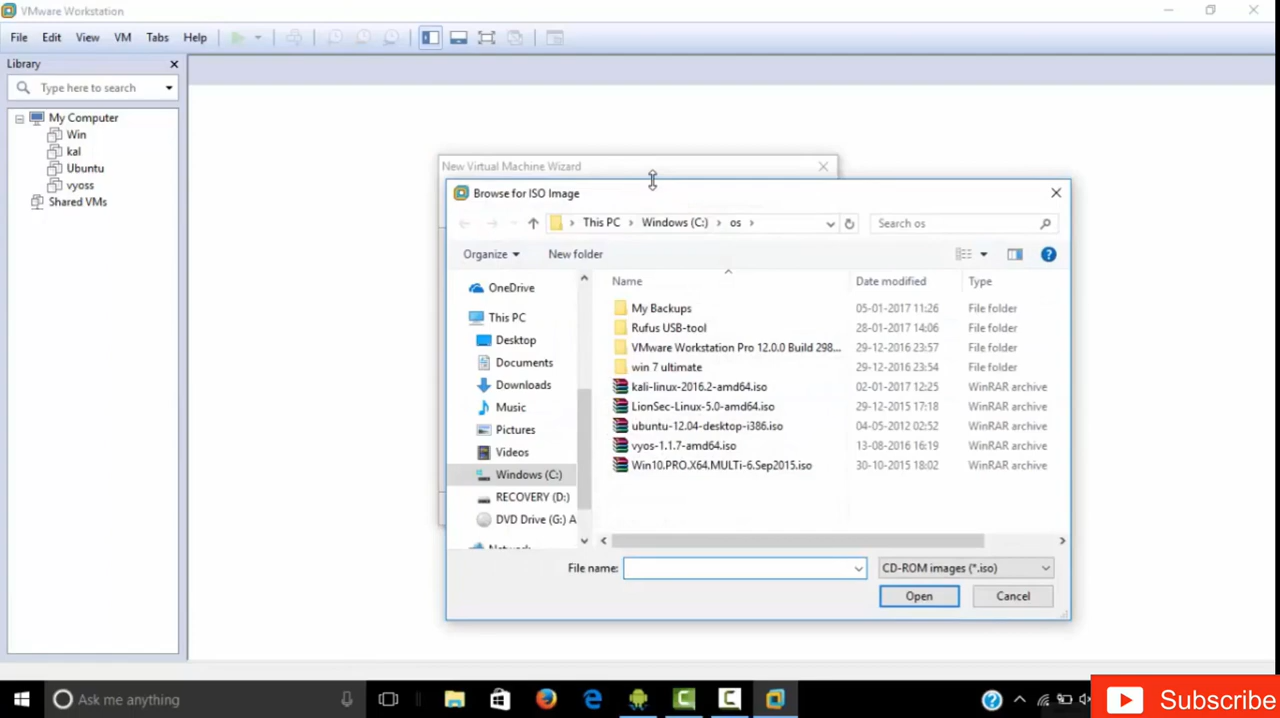 VMware Workstation
File Edit View VM Tabs Help
Library
Type here to search
My Computer
Win
kal
Ubuntu
vyoss
Shared VMs
New Virtual Machine Wizard
Browse for ISO Image
This PC > Windows (C:) > os >
Search os
Organize New folder
OneDrive
This PC
Desktop
Documents
Downloads
Music
Pictures
Videos
Windows (C:)
RECOVERY (D:)
DVD Drive (G:) A
Network
Name Date modified Type
My Backups 05-01-2017 11:26 File folder
Rufus USB-tool 28-01-2017 14:06 File folder
VMware Workstation Pro 12.0.0 Build 298... 29-12-2016 23:57 File folder
win 7 ultimate 29-12-2016 23:54 File folder
kali-linux-2016.2-amd64.iso 02-01-2017 12:25 WinRAR archive
LionSec-Linux-5.0-amd64.iso 29-12-2015 17:18 WinRAR archive
ubuntu-12.04-desktop-i386.iso 04-05-2012 02:52 WinRAR archive
vyos-1.1.7-amd64.iso 13-08-2016 16:19 WinRAR archive
Win10.PRO.X64.MULTi-6.Sep2015.iso 30-10-2015 18:02 WinRAR archive
File name: CD-ROM images (*.iso)
Open Cancel
Ask me anything
Subscribe